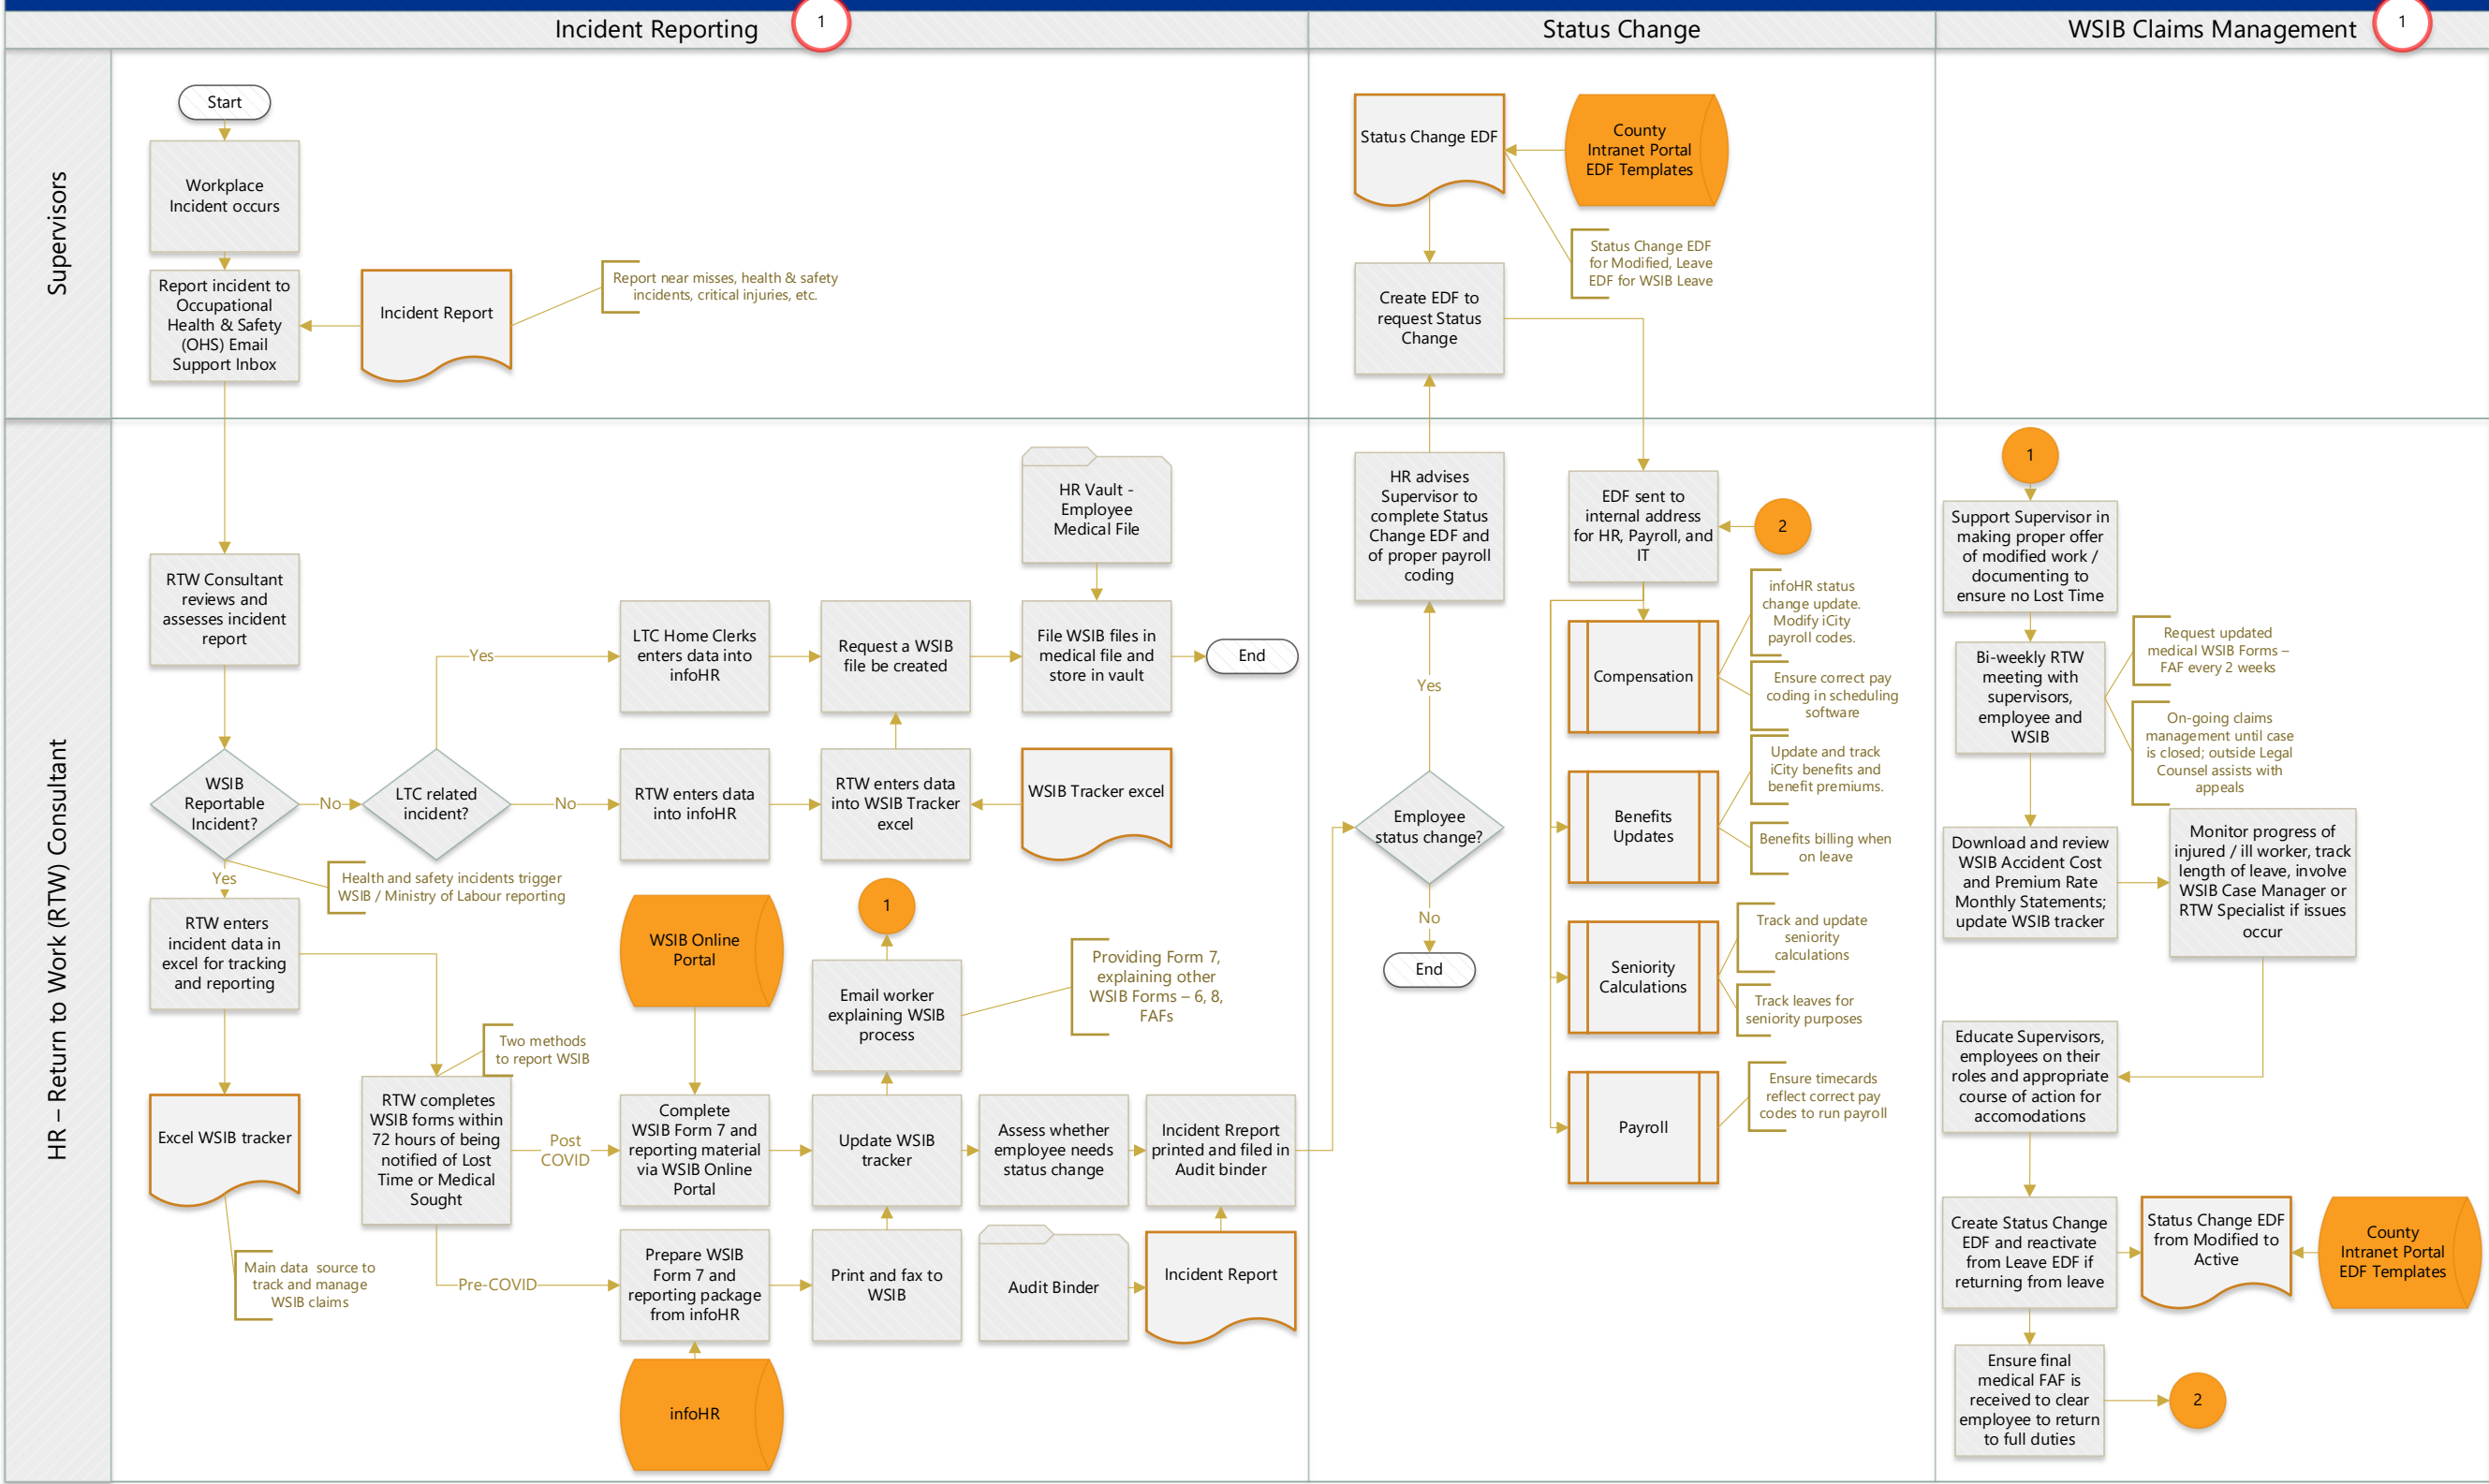 Incident Reporting
1
Status Change
WSIB Claims Management
1
Supervisors
Start
Workplace
Incident occurs
Report incident to
Occupational
Health & Safety
(OHS) Email
Support Inbox
Incident Report
Report near misses, health & safety
incidents, critical injuries, etc.
Status Change EDF
County
Intranet Portal
EDF Templates
Status Change EDF
for Modified, Leave
EDF for WSIB Leave
Create EDF to
request Status
Change
HR – Return to Work (RTW) Consultant
RTW Consultant
reviews and
assesses incident
report
WSIB
Reportable
Incident?
No
LTC related
incident?
Yes
LTC Home Clerks
enters data into
infoHR
Request a WSIB
file be created
HR Vault -
Employee
Medical File
File WSIB files in
medical file and
store in vault
End
No
RTW enters data
into infoHR
RTW enters data
into WSIB Tracker
excel
WSIB Tracker excel
Yes
Health and safety incidents trigger
WSIB / Ministry of Labour reporting
RTW enters
incident data in
excel for tracking
and reporting
Excel WSIB tracker
Main data  source to
track and manage
WSIB claims
Two methods
to report WSIB
RTW completes
WSIB forms within
72 hours of being
notified of Lost
Time or Medical
Sought
Post
COVID
Pre-COVID
WSIB Online
Portal
Complete
WSIB Form 7 and
reporting material
via WSIB Online
Portal
Prepare WSIB
Form 7 and
reporting package
from infoHR
infoHR
1
Email worker
explaining WSIB
process
Providing Form 7,
explaining other
WSIB Forms – 6, 8,
FAFs
Update WSIB
tracker
Print and fax to
WSIB
Assess whether
employee needs
status change
Incident Rreport
printed and filed in
Audit binder
Audit Binder
Incident Report
HR advises
Supervisor to
complete Status
Change EDF and
of proper payroll
coding
Yes
Employee
status change?
No
End
EDF sent to
internal address
for HR, Payroll, and
IT
2
Compensation
infoHR status
change update.
Modify iCity
payroll codes.
Ensure correct pay
coding in scheduling
software
Benefits
Updates
Update and track
iCity benefits and
benefit premiums.
Benefits billing when
on leave
Seniority
Calculations
Track and update
seniority
calculations
Track leaves for
seniority purposes
Payroll
Ensure timecards
reflect correct pay
codes to run payroll
1
Support Supervisor in
making proper offer
of modified work /
documenting to
ensure no Lost Time
Bi-weekly RTW
meeting with
supervisors,
employee and
WSIB
Request updated
medical WSIB Forms –
FAF every 2 weeks
On-going claims
management until case
is closed; outside Legal
Counsel assists with
appeals
Download and review
WSIB Accident Cost
and Premium Rate
Monthly Statements;
update WSIB tracker
Monitor progress of
injured / ill worker, track
length of leave, involve
WSIB Case Manager or
RTW Specialist if issues
occur
Educate Supervisors,
employees on their
roles and appropriate
course of action for
accomodations
Create Status Change
EDF and reactivate
from Leave EDF if
returning from leave
Status Change EDF
from Modified to
Active
County
Intranet Portal
EDF Templates
Ensure final
medical FAF is
received to clear
employee to return
to full duties
2